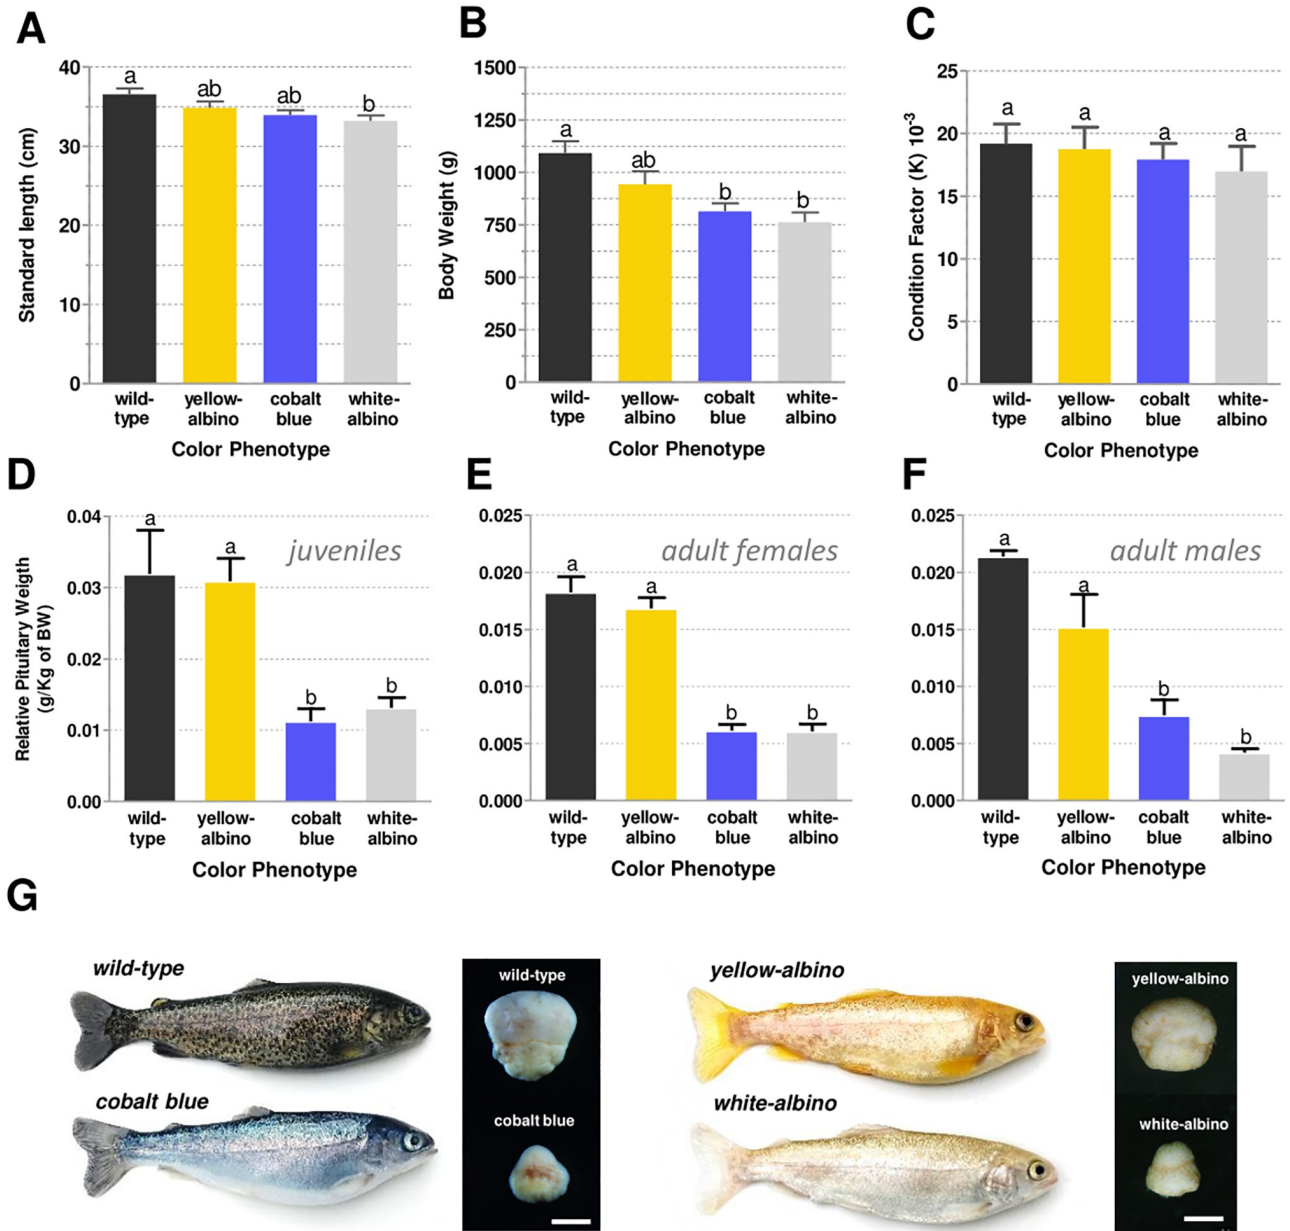 A
40
30
20
10
0
Standard length (cm)
a
ab
ab
b
wild-
type
yellow-
albino
cobalt
blue
white-
albino
Color Phenotype
B
1500
1250
1000
750
500
250
0
Body Weight (g)
a
ab
b
b
wild-
type
yellow-
albino
cobalt
blue
white-
albino
Color Phenotype
C
25
20
15
10
5
0
Condition Factor (K) 10-3
a
a
a
a
wild-
type
yellow-
albino
cobalt
blue
white-
albino
Color Phenotype
D
0.04
0.03
0.02
0.01
0.00
Relative Pituitary Weigth
(g/Kg of BW)
juveniles
a
a
b
b
wild-
type
yellow-
albino
cobalt
blue
white-
albino
Color Phenotype
E
0.025
0.020
0.015
0.010
0.005
0.000
adult females
a
a
b
b
wild-
type
yellow-
albino
cobalt
blue
white-
albino
Color Phenotype
F
0.025
0.020
0.015
0.010
0.005
0.000
adult males
a
a
b
b
wild-
type
yellow-
albino
cobalt
blue
white-
albino
Color Phenotype
G
wild-type
wild-type
cobalt blue
cobalt blue
yellow-albino
yellow-albino
white-albino
white-albino